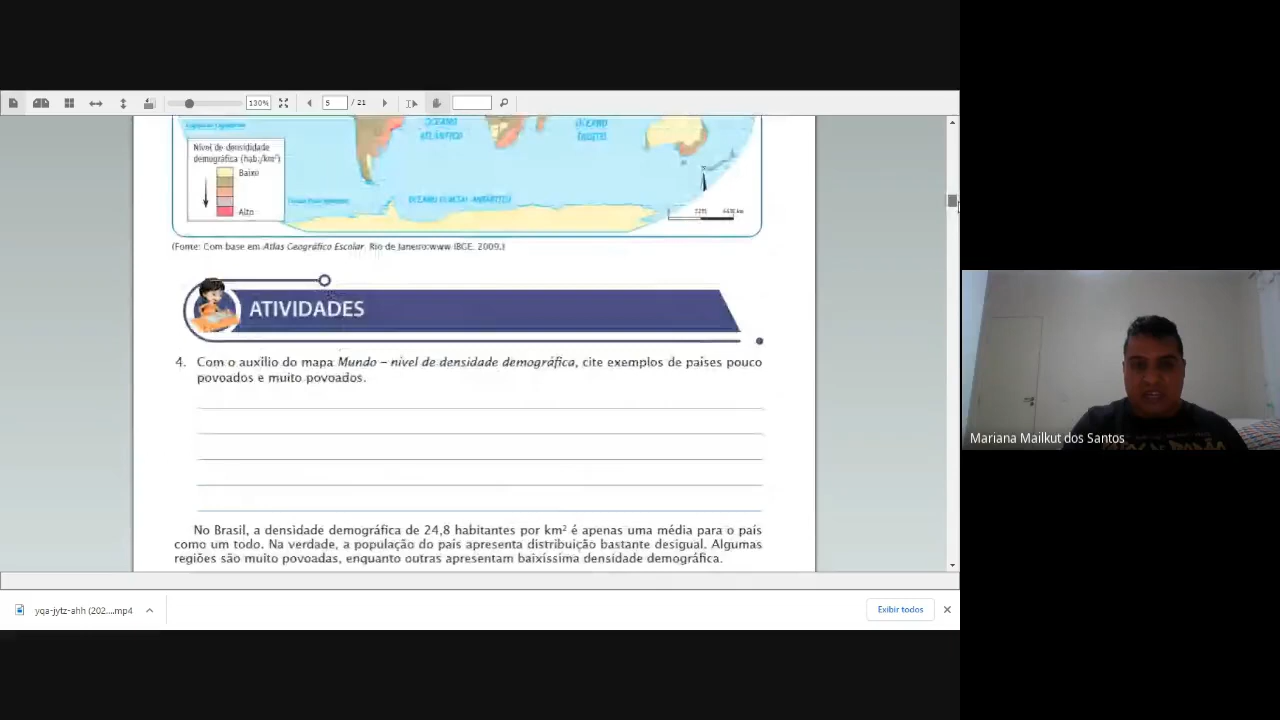 130%
5
/ 21
OCEANO
ATLÂNTICO
OCEANO
Nível de densidade
demográfica (hab./km²)
Baixo
Alto
OCEANO GLACIAL ANTÁRTICO
(Fonte: Com base em Atlas Geográfico Escolar. Rio de Janeiro:www IBGE. 2009.)
ATIVIDADES
4. Com o auxílio do mapa Mundo – nível de densidade demográfica, cite exemplos de países pouco
povoados e muito povoados.
No Brasil, a densidade demográfica de 24,8 habitantes por km² é apenas uma média para o país
como um todo. Na verdade, a população do país apresenta distribuição bastante desigual. Algumas
regiões são muito povoadas, enquanto outras apresentam baixíssima densidade demográfica.
Mariana Mailkut dos Santos
yqa-jytz-ahh (202....mp4
Exibir todos